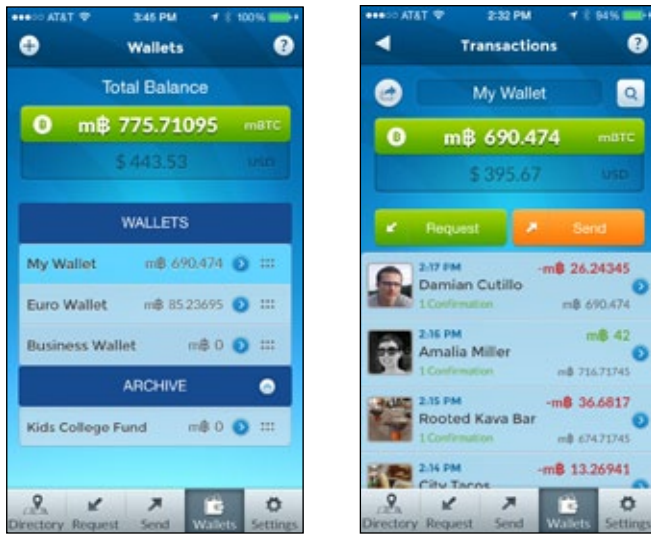 AT&T 3:45 PM 100%
Wallets ?
Total Balance
m฿ 775.71095 mBTC
$ 443.53 USD
WALLETS
My Wallet m฿ 690.474
Euro Wallet m฿ 85.23695
Business Wallet m฿ 0
ARCHIVE
Kids College Fund m฿ 0
Directory Request Send Wallets Settings
AT&T 2:32 PM 94%
Transactions ?
My Wallet
m฿ 690.474 mBTC
$ 395.67 USD
Request Send
2:17 PM -m฿ 26.24345
Damian Cutillo
1 Confirmation m฿ 690.474
2:16 PM m฿ 42
Amalia Miller
1 Confirmation m฿ 716.71745
2:15 PM -m฿ 36.6817
Rooted Kava Bar
1 Confirmation m฿ 674.71745
2:14 PM -m฿ 13.26941
City Tacos
Directory Request Send Wallets Settings